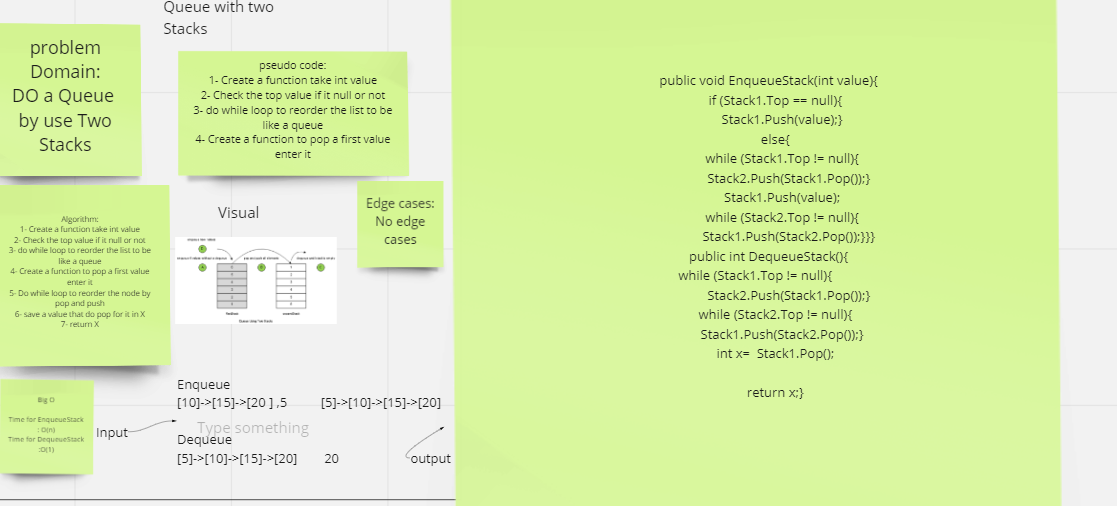 Queue with two
Stacks
problem
Domain:
DO a Queue
by use Two
Stacks
pseudo code:
1- Create a function take int value
2- Check the top value if it null or not
3- do while loop to reorder the list to be
like a queue
4- Create a function to pop a first value
enter it
Algorithm:
1- Create a function take int value
2- Check the top value if it null or not
3- do while loop to reorder the list to be
like a queue
4- Create a function to pop a first value
enter it
5- Do while loop to reorder the node by
pop and push
6- save a value that do pop for it in X
7- return X
Visual
Edge cases:
No edge
cases
Big O
Time for EnqueueStack
: O(n)
Time for DequeueStack
:O(1)
Input
Enqueue
[10]->[15]->[20 ] ,5 [5]->[10]->[15]->[20]
Type something
Dequeue
[5]->[10]->[15]->[20] 20
output
public void EnqueueStack(int value){
if (Stack1.Top == null){
Stack1.Push(value);}
else{
while (Stack1.Top != null){
Stack2.Push(Stack1.Pop());}
Stack1.Push(value);
while (Stack2.Top != null){
Stack1.Push(Stack2.Pop());}}}
public int DequeueStack(){
while (Stack1.Top != null){
Stack2.Push(Stack1.Pop());}
while (Stack2.Top != null){
Stack1.Push(Stack2.Pop());}
int x= Stack1.Pop();
return x;}